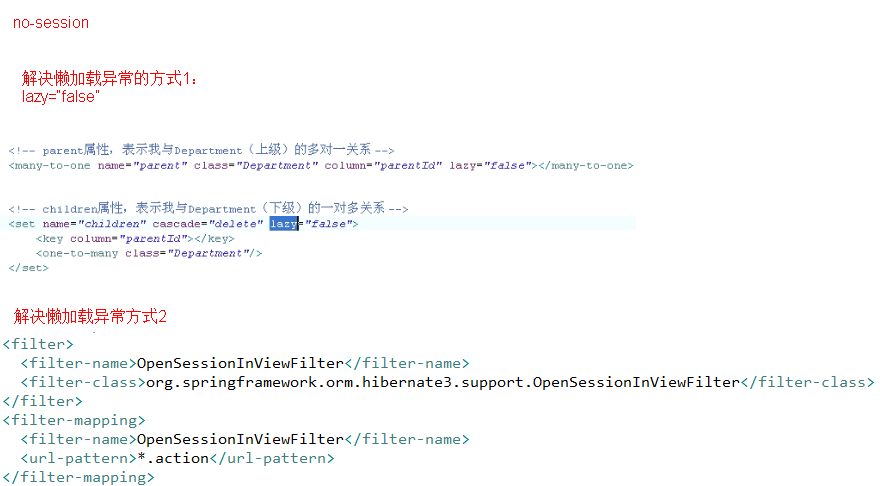 no-session
解决懒加载异常的方式1：
lazy="false"
<!-- parent属性，表示我与Department（上级）的多对一关系 -->
<many-to-one name="parent" class="Department" column="parentId" lazy="false"></many-to-one>
<!-- children属性，表示我与Department（下级）的一对多关系 -->
<set name="children" cascade="delete" lazy="false">
<key column="parentId"></key>
<one-to-many class="Department"/>
</set>
解决懒加载异常方式2
<filter>
<filter-name>OpenSessionInViewFilter</filter-name>
<filter-class>org.springframework.orm.hibernate3.support.OpenSessionInViewFilter</filter-class>
</filter>
<filter-mapping>
<filter-name>OpenSessionInViewFilter</filter-name>
<url-pattern>*.action</url-pattern>
</filter-mapping>